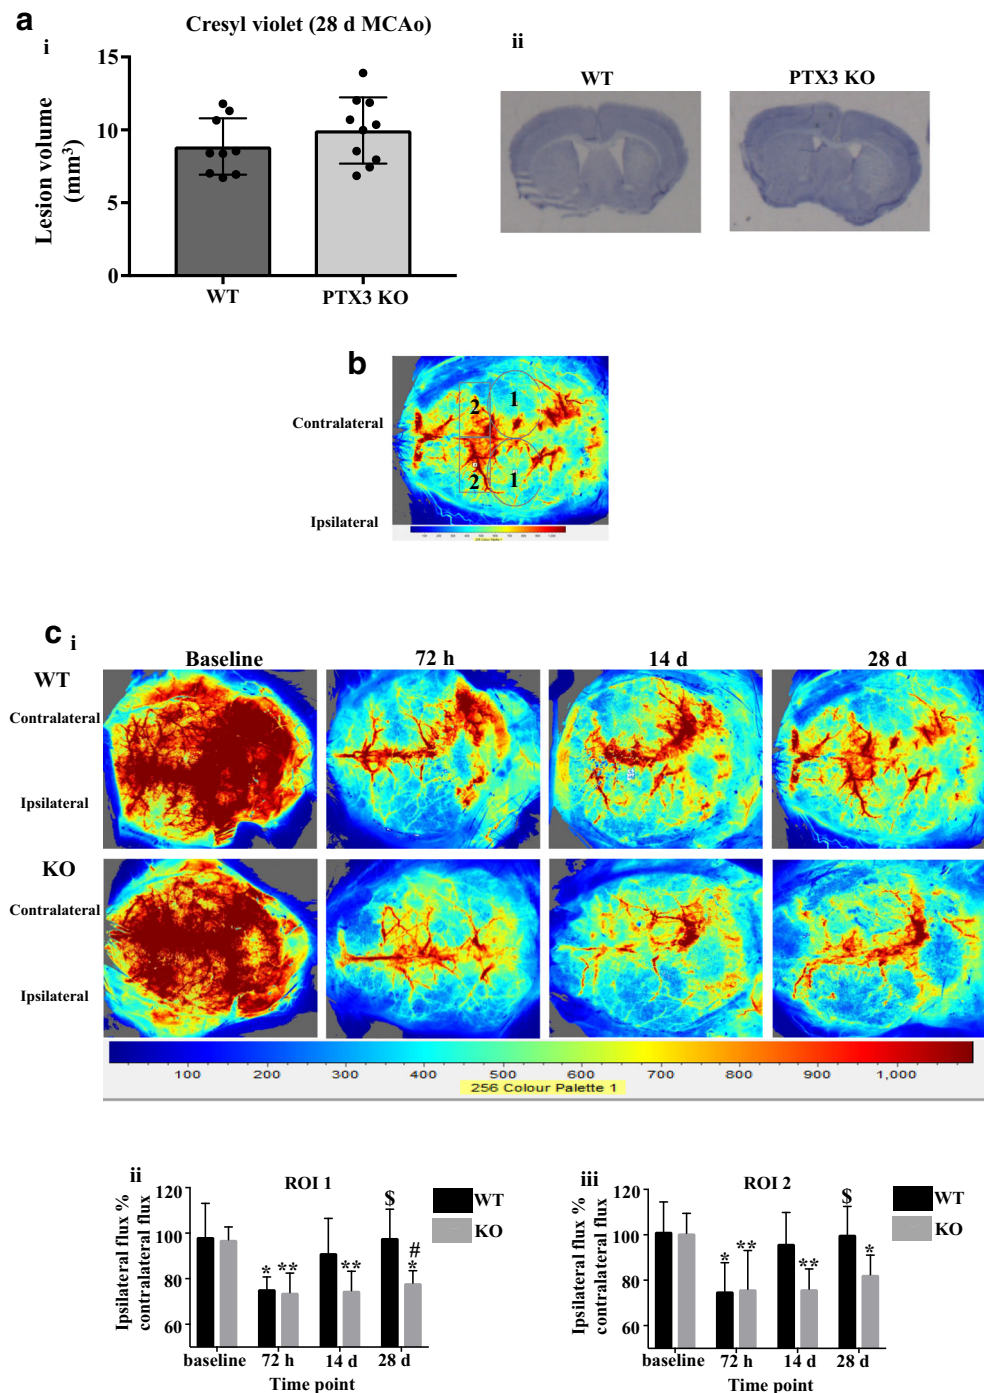 a
Cresyl violet (28 d MCAo)
i
Lesion volume
(mm³)
15
10
5
0
WT
PTX3 KO
ii
WT
PTX3 KO
b
Contralateral
Ipsilateral
2
1
2
1
c
i
Baseline
72 h
14 d
28 d
WT
Contralateral
Ipsilateral
KO
Contralateral
Ipsilateral
100 200 300 400 500 600 700 800 900 1,000
256 Colour Palette 1
ii
ROI 1
Ipsilateral flux %
contralateral flux
120
100
80
60
* ** ** $ # *
WT
KO
baseline 72 h 14 d 28 d
Time point
iii
ROI 2
Ipsilateral flux %
contralateral flux
120
100
80
60
* ** ** $ *
WT
KO
baseline 72 h 14 d 28 d
Time point